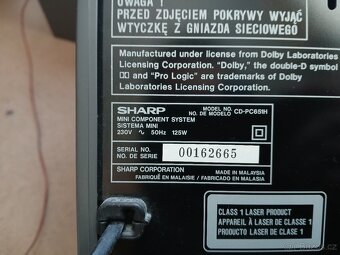 UWAGA !
PRZED ZDJĘCIEM POKRYWY WYJĄĆ
WTYCZKĘ Z GNIAZDA SIECIOWEGO
Manufactured under license from Dolby Laboratories
Licensing Corporation. "Dolby," the double-D symbol
and "Pro Logic" are trademarks of Dolby
Laboratories Licensing Corporation.
SHARP
MODEL NO.
NO. DE MODELO
CD-PC651H
MINI COMPONENT SYSTEM
SISTEMA MINI
230V ∿ 50Hz 125W
SERIAL NO.
NO. DE SERIE
00162665
SHARP CORPORATION
MADE IN MALAYSIA
FABRIQUÉ EN MALAISIE / FABRICADO EN MALASIA
CLASS 1 LASER PRODUCT
APPAREIL À LASER DE CLASSE 1
PRODUCTO LASER DE CLASE 1